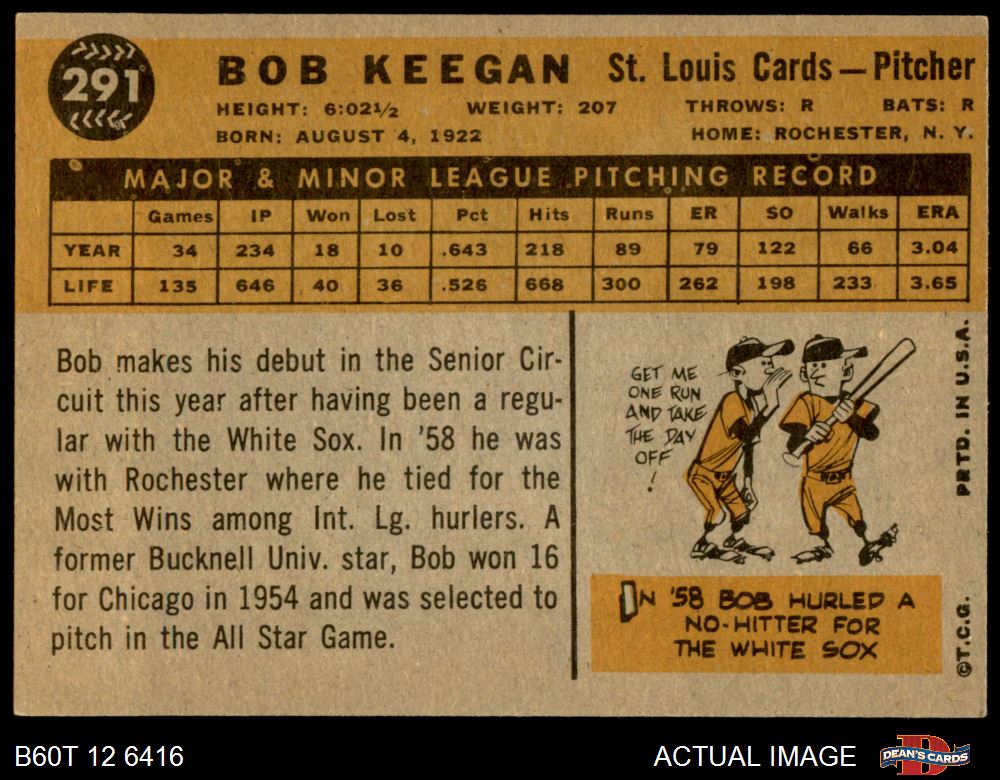 291
BOB KEEGAN St. Louis Cards — Pitcher
HEIGHT: 6:02½ WEIGHT: 207 THROWS: R BATS: R
BORN: AUGUST 4, 1922 HOME: ROCHESTER, N. Y.
MAJOR & MINOR LEAGUE PITCHING RECORD
Games IP Won Lost Pct Hits Runs ER SO Walks ERA
YEAR 34 234 18 10 .643 218 89 79 122 66 3.04
LIFE 135 646 40 36 .526 668 300 262 198 233 3.65
Bob makes his debut in the Senior Cir-
cuit this year after having been a regu-
lar with the White Sox. In '58 he was
with Rochester where he tied for the
Most Wins among Int. Lg. hurlers. A
former Bucknell Univ. star, Bob won 16
for Chicago in 1954 and was selected to
pitch in the All Star Game.
GET ME
ONE RUN
AND TAKE
THE DAY
OFF
!
IN '58 BOB HURLED A
NO-HITTER FOR
THE WHITE SOX
©T.C.G. PRTD. IN U.S.A.
B60T 12 6416
ACTUAL IMAGE
DEAN'S CARDS